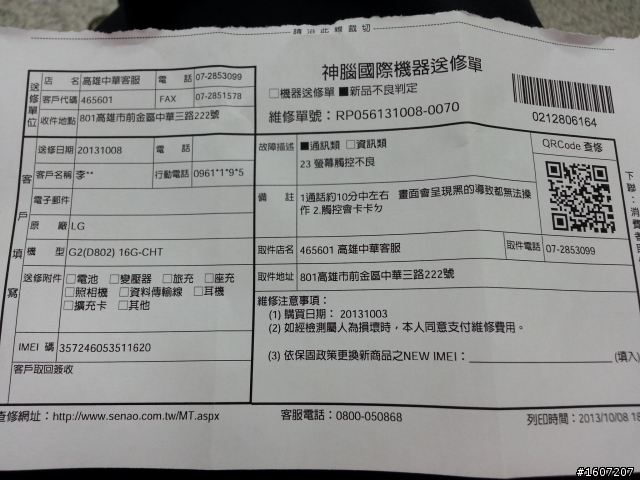 請沿此線裁切
神腦國際機器送修單
□機器送修單 ■新品不良判定
維修單號：RP056131008-0070
0212806164
送修單位
店 名 高雄中華客服 電 話 07-2853099
客戶代碼 465601 FAX 07-2851578
收件地點 801高雄市前金區中華三路222號
客戶填寫
送修日期 20131008 電 話
客戶名稱 李** 行動電話 0961*1*9*5
電子郵件
原 廠 LG
機 型 G2(D802) 16G-CHT
送修附件 □電池 □變壓器 □旅充 □座充
□照相機 □資料傳輸線 □耳機
□擴充卡 □其他
IMEI 碼 357246053511620
客戶取回簽收
故障描述 ■通訊類 □資訊類
23 螢幕觸控不良
QRCode 查修
備 註 1通話約10分中左右 畫面會呈現黑的導致都無法操
作 2.觸控會卡卡ㄉ
取件店名 465601 高雄中華客服 取件電話 07-2853099
取件地址 801高雄市前金區中華三路222號
維修注意事項：
(1) 購買日期： 20131003
(2) 如經檢測屬人為損壞時，本人同意支付維修費用。
(3) 依保固政策更換新商品之NEW IMEI：__________(填入)
下聯：消費者
查修網址：http://www.senao.com.tw/MT.aspx 客服電話：0800-050868 列印時間：2013/10/08 18
#1607207